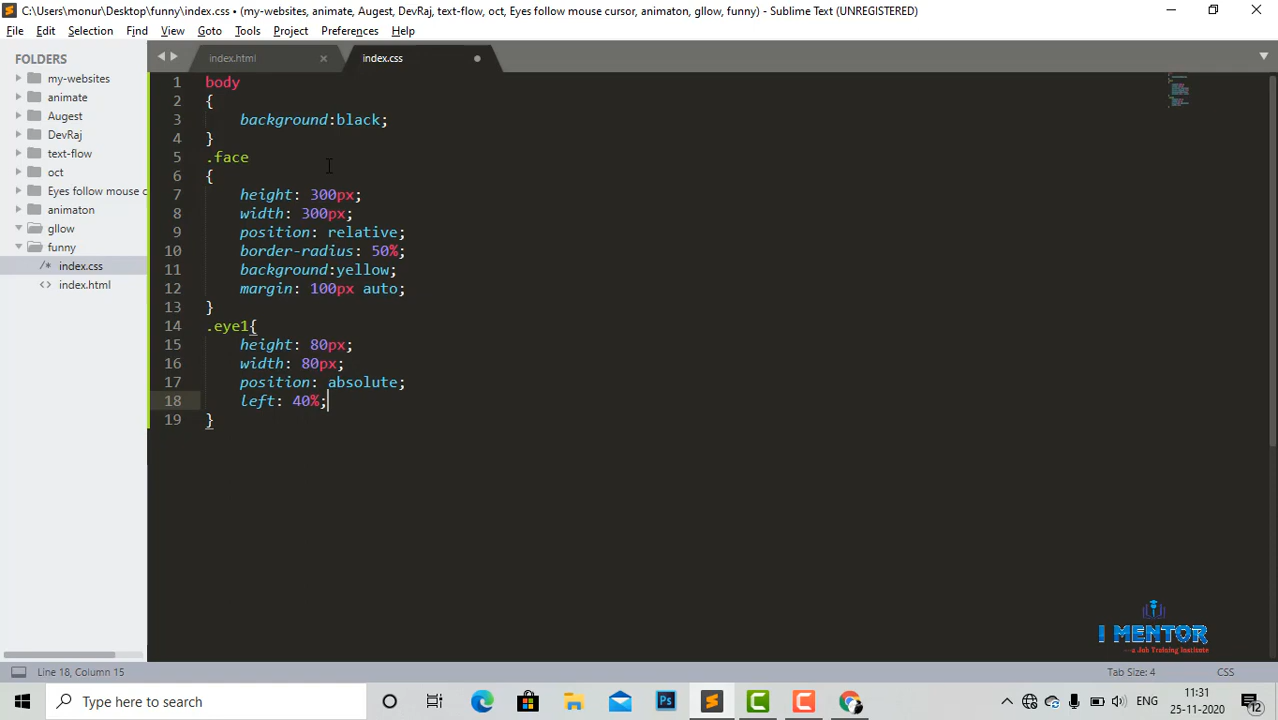 C:\Users\monur\Desktop\funny\index.css • (my-websites, animate, Augest, DevRaj, text-flow, oct, Eyes follow mouse cursor, animaton, gllow, funny) - Sublime Text (UNREGISTERED)
File Edit Selection Find View Goto Tools Project Preferences Help
FOLDERS
my-websites
animate
Augest
DevRaj
text-flow
oct
Eyes follow mouse c
animaton
gllow
funny
/* index.css
<> index.html
index.html × index.css
1 body
2 {
3 background:black;
4 }
5 .face
6 {
7 height: 300px;
8 width: 300px;
9 position: relative;
10 border-radius: 50%;
11 background:yellow;
12 margin: 100px auto;
13 }
14 .eye1{
15 height: 80px;
16 width: 80px;
17 position: absolute;
18 left: 40%;
19 }
I MENTOR
—a Job Training Institute
Line 18, Column 15
Tab Size: 4 CSS
Type here to search
Ps
ENG
11:31
25-11-2020
12